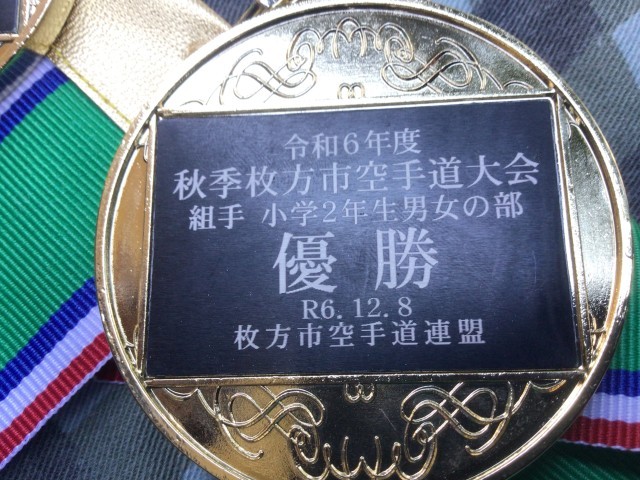 令和6年度
秋季枚方市空手道大会
組手 小学2年生男女の部
優勝
R6.12.8
枚方市空手道連盟